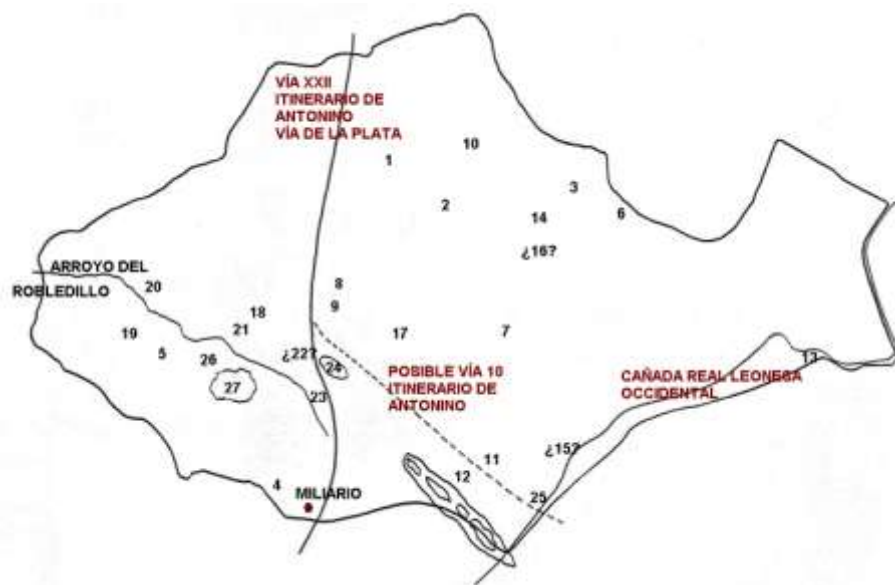 VÍA XXII
ITINERARIO DE
ANTONINO
VÍA DE LA PLATA
10
1
3
2
14
6
¿16?
ARROYO DEL
ROBLEDILLO
20
8
9
18
21
19
17
7
5
26
¿22?
24
27
23
POSIBLE VÍA 10
ITINERARIO DE
ANTONINO
13
CAÑADA REAL LEONESA
OCCIDENTAL
¿15?
11
12
4
MILIARIO
25